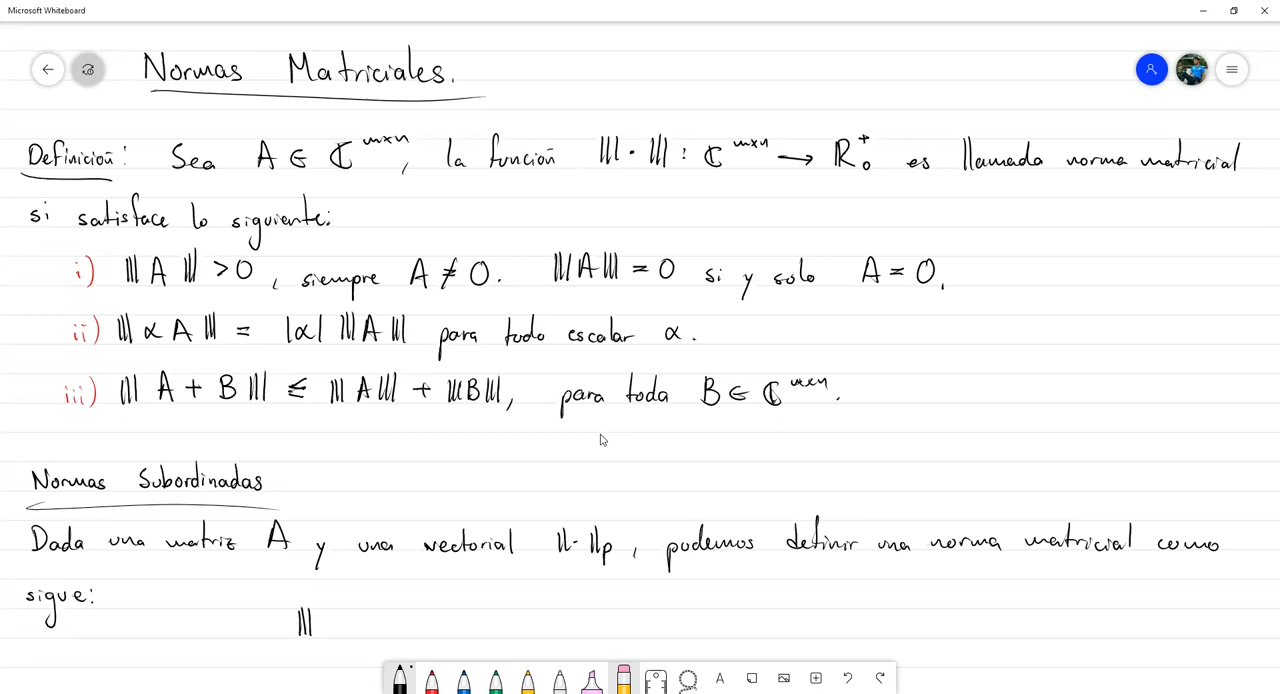 Microsoft Whiteboard
Normas Matriciales.
Definición: Sea A ∈ ℂ^{m×n}, la función |||·||| : ℂ^{m×n} → ℝ₀⁺ es llamada norma matricial
si satisface lo siguiente:
i) |||A||| > 0, siempre A ≠ 0. |||A||| = 0 si y solo A = 0.
ii) |||αA||| = |α| |||A||| para todo escalar α.
iii) |||A + B||| ≤ |||A||| + |||B|||, para toda B ∈ ℂ^{m×n}.
Normas Subordinadas
Dada una matriz A y una vectorial ||·||p, podemos definir una norma matricial como
sigue:
|||
A